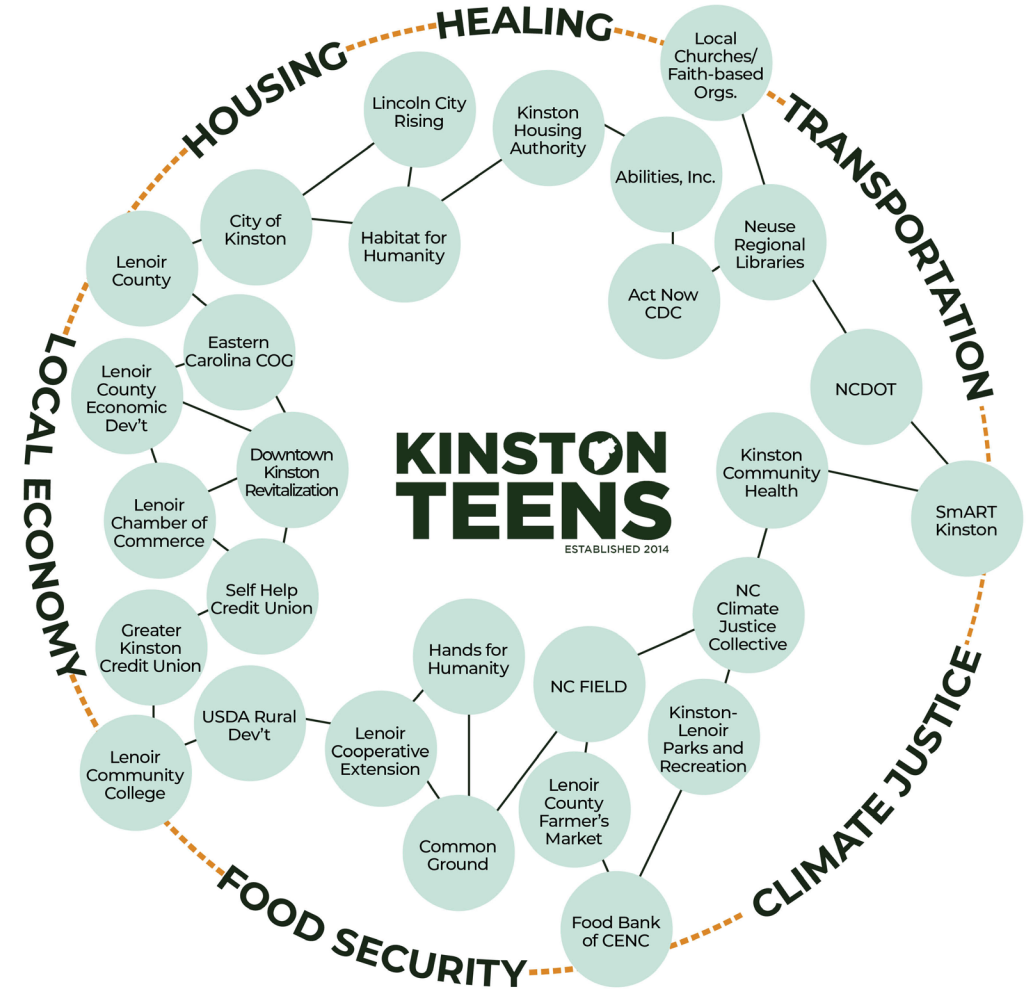 HEALING
HOUSING
TRANSPORTATION
LOCAL ECONOMY
FOOD SECURITY
CLIMATE JUSTICE
Local
Churches/
Faith-based
Orgs.
Lincoln City
Rising
Kinston
Housing
Authority
Abilities, Inc.
City of
Kinston
Habitat for
Humanity
Neuse
Regional
Libraries
Lenoir
County
Act Now
CDC
Eastern
Carolina COG
Lenoir
County
Economic
Dev't
NCDOT
Downtown
Kinston
Revitalization
KINSTON
TEENS
ESTABLISHED 2014
Kinston
Community
Health
SmART
Kinston
Lenoir
Chamber of
Commerce
Self Help
Credit Union
NC
Climate
Justice
Collective
Greater
Kinston
Credit Union
Hands for
Humanity
NC FIELD
USDA Rural
Dev't
Lenoir
Cooperative
Extension
Kinston-
Lenoir
Parks and
Recreation
Lenoir
Community
College
Lenoir
County
Farmer's
Market
Common
Ground
Food Bank
of CENC